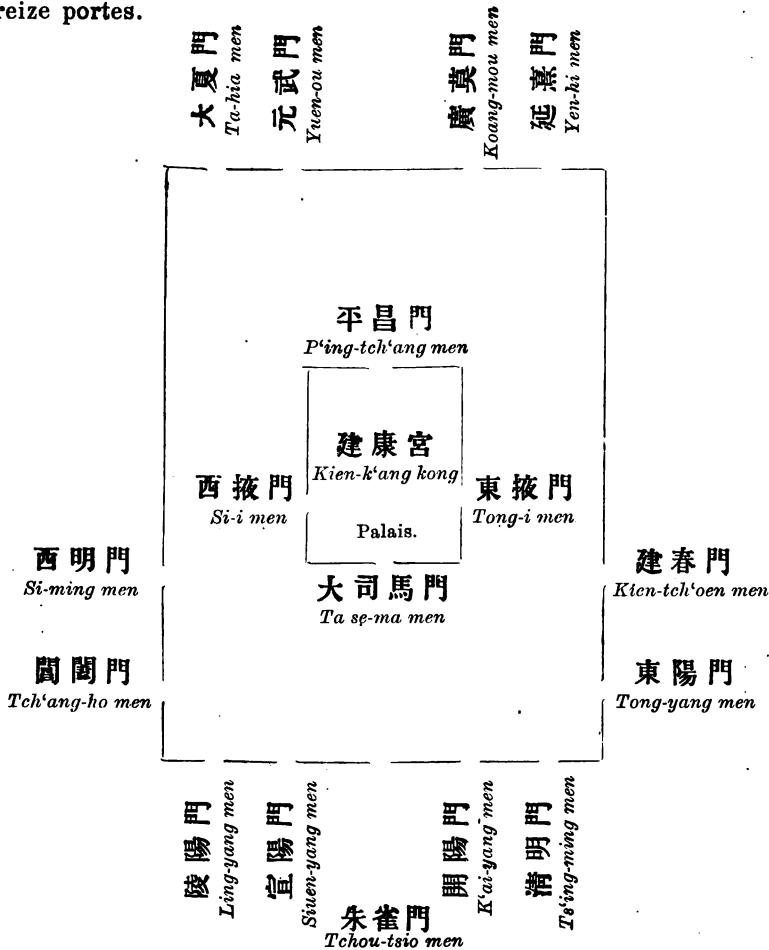 reize portes.
大夏門
Ta-hia men
元武門
Yuen-ou men
廣莫門
Koang-mou men
延熹門
Yen-hi men
平昌門
P‘ing-tch‘ang men
建康宮
Kien-k‘ang kong
西掖門
Si-i men
東掖門
Tong-i men
Palais.
大司馬門
Ta sę-ma men
西明門
Si-ming men
建春門
Kien-tch‘oen men
閶闔門
Tch‘ang-ho men
東陽門
Tong-yang men
陵陽門
Ling-yang men
宣陽門
Siuen-yang men
開陽門
K‘ai-yang men
清明門
Ts‘ing-ming men
朱雀門
Tchou-tsio men